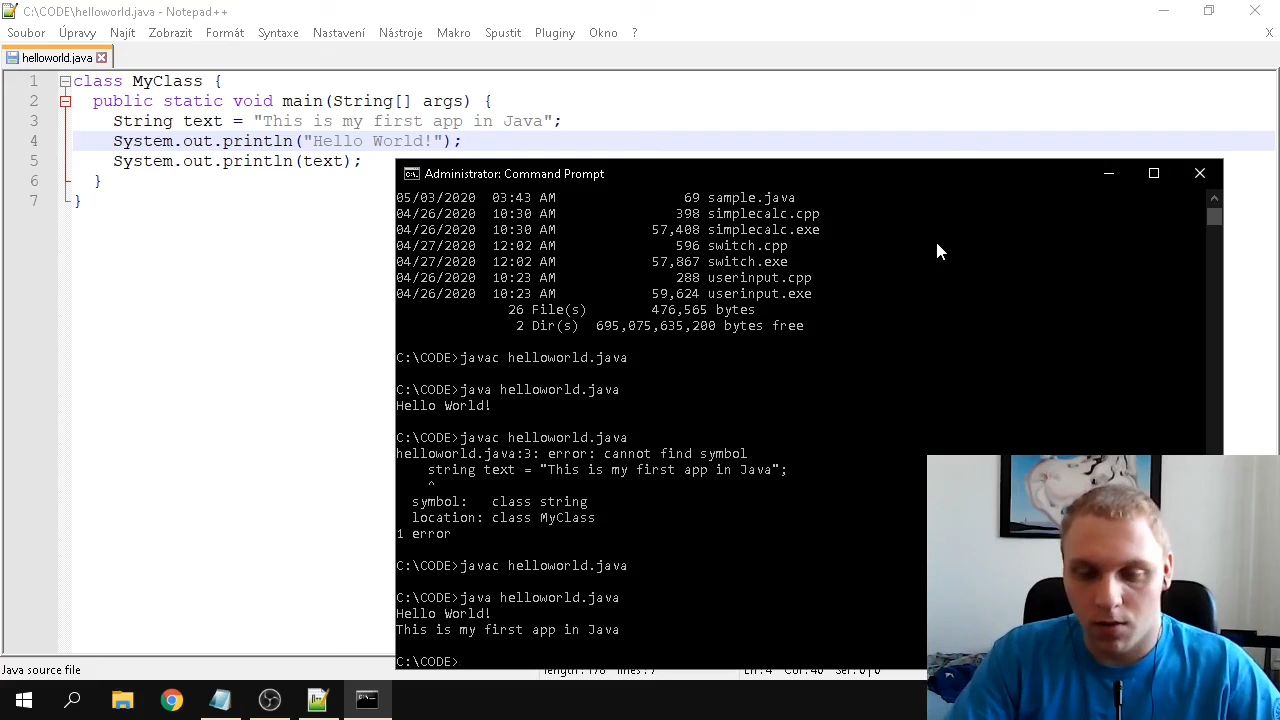 C:\CODE\helloworld.java - Notepad++
Soubor Úpravy Najít Zobrazit Formát Syntaxe Nastavení Nástroje Makro Spustit Pluginy Okno ? X
helloworld.java
1 class MyClass {
2 public static void main(String[] args) {
3 String text = "This is my first app in Java";
4 System.out.println("Hello World!");
5 System.out.println(text);
6 }
7 }
Administrator: Command Prompt
05/03/2020 03:43 AM 69 sample.java
04/26/2020 10:30 AM 398 simplecalc.cpp
04/26/2020 10:30 AM 57,408 simplecalc.exe
04/27/2020 12:02 AM 596 switch.cpp
04/27/2020 12:02 AM 57,867 switch.exe
04/26/2020 10:23 AM 288 userinput.cpp
04/26/2020 10:23 AM 59,624 userinput.exe
26 File(s) 476,565 bytes
2 Dir(s) 695,075,635,200 bytes free
C:\CODE>javac helloworld.java
C:\CODE>java helloworld.java
Hello World!
C:\CODE>javac helloworld.java
helloworld.java:3: error: cannot find symbol
string text = "This is my first app in Java";
^
symbol: class string
location: class MyClass
1 error
C:\CODE>javac helloworld.java
C:\CODE>java helloworld.java
Hello World!
This is my first app in Java
C:\CODE>
Java source file